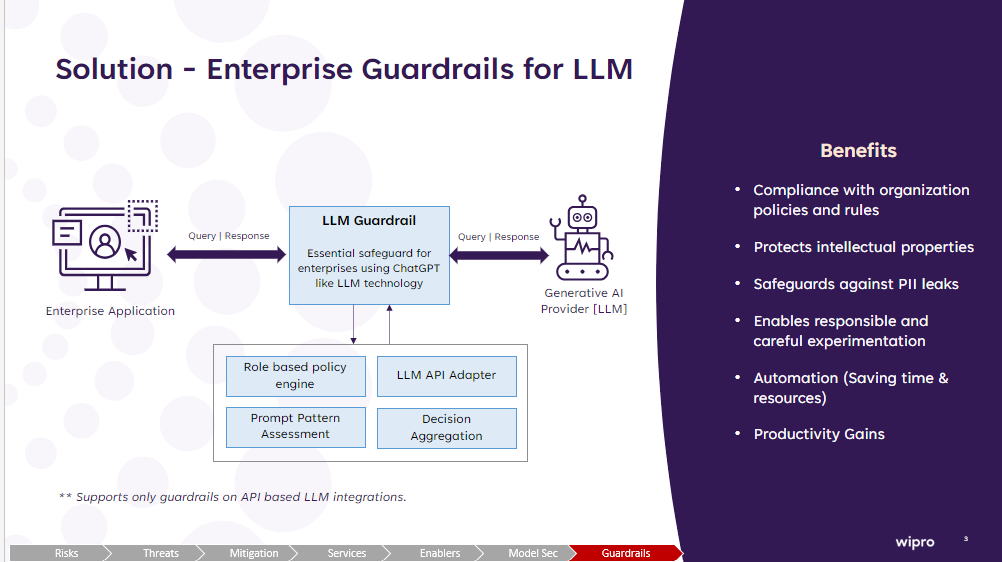 Solution - Enterprise Guardrails for LLM
Query | Response
Enterprise Application
LLM Guardrail
Essential safeguard for
enterprises using ChatGPT
like LLM technology
Query | Response
Generative AI
Provider [LLM]
Role based policy
engine
LLM API Adapter
Prompt Pattern
Assessment
Decision
Aggregation
** Supports only guardrails on API based LLM integrations.
Benefits
• Compliance with organization
policies and rules
• Protects intellectual properties
• Safeguards against PII leaks
• Enables responsible and
careful experimentation
• Automation (Saving time &
resources)
• Productivity Gains
Risks
Threats
Mitigation
Services
Enablers
Model Sec
Guardrails
wipro
3